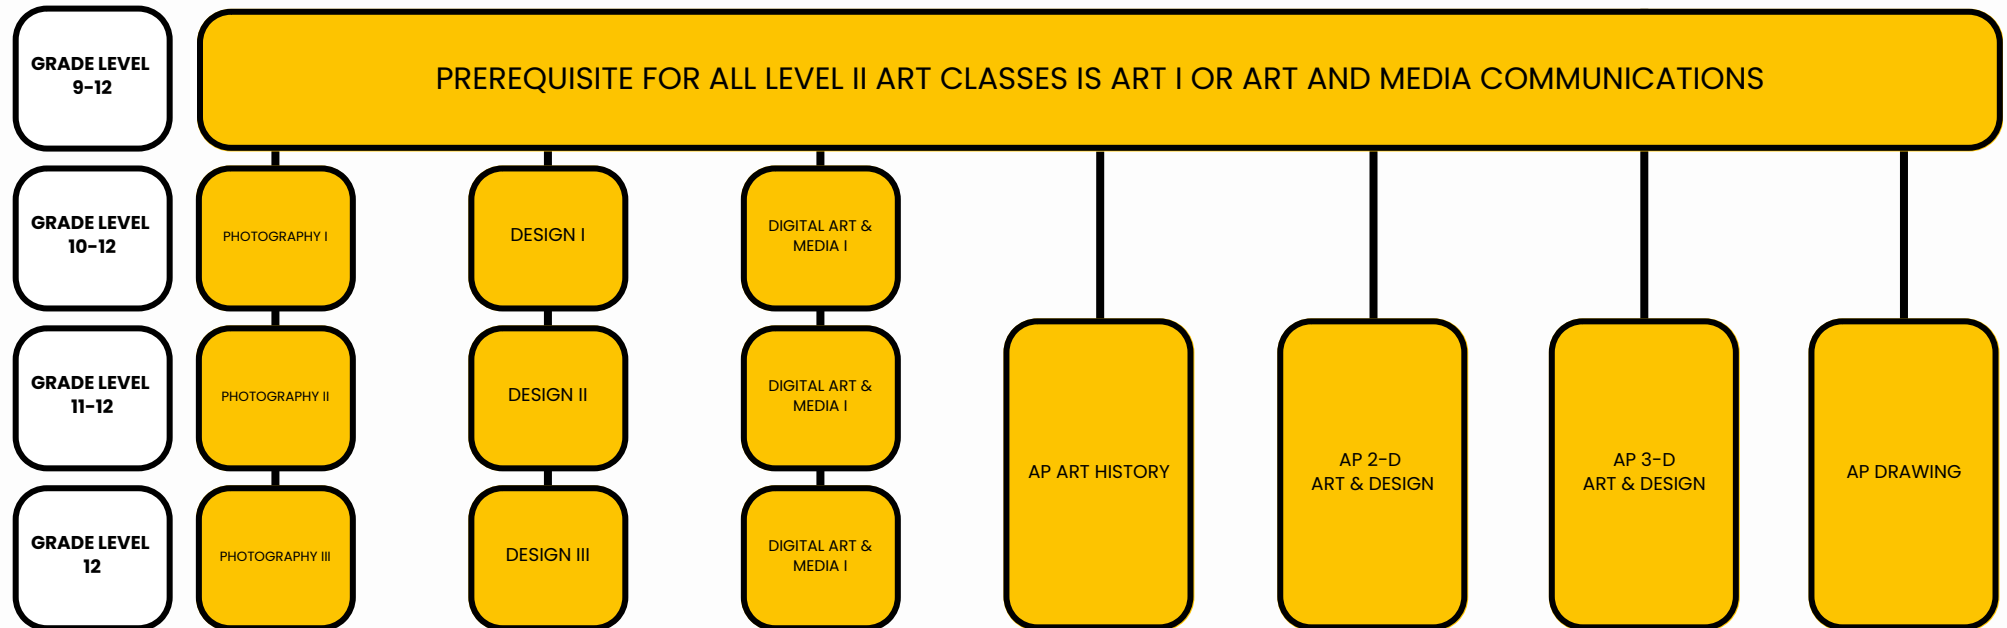 GRADE LEVEL
9-12
PREREQUISITE FOR ALL LEVEL II ART CLASSES IS ART I OR ART AND MEDIA COMMUNICATIONS
GRADE LEVEL
10-12
PHOTOGRAPHY I
DESIGN I
DIGITAL ART &
MEDIA I
GRADE LEVEL
11-12
PHOTOGRAPHY II
DESIGN II
DIGITAL ART &
MEDIA I
GRADE LEVEL
12
PHOTOGRAPHY III
DESIGN III
DIGITAL ART &
MEDIA I
AP ART HISTORY
AP 2-D
ART & DESIGN
AP 3-D
ART & DESIGN
AP DRAWING